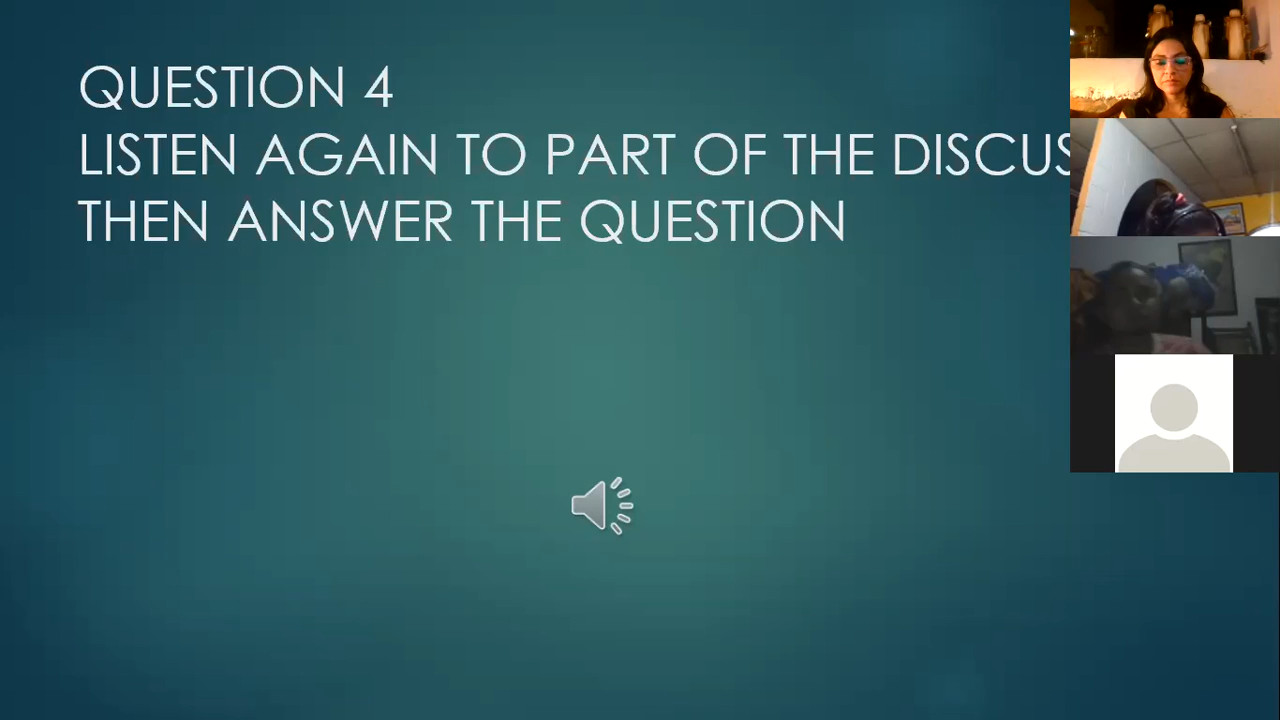 QUESTION 4
LISTEN AGAIN TO PART OF THE DISCUS
THEN ANSWER THE QUESTION